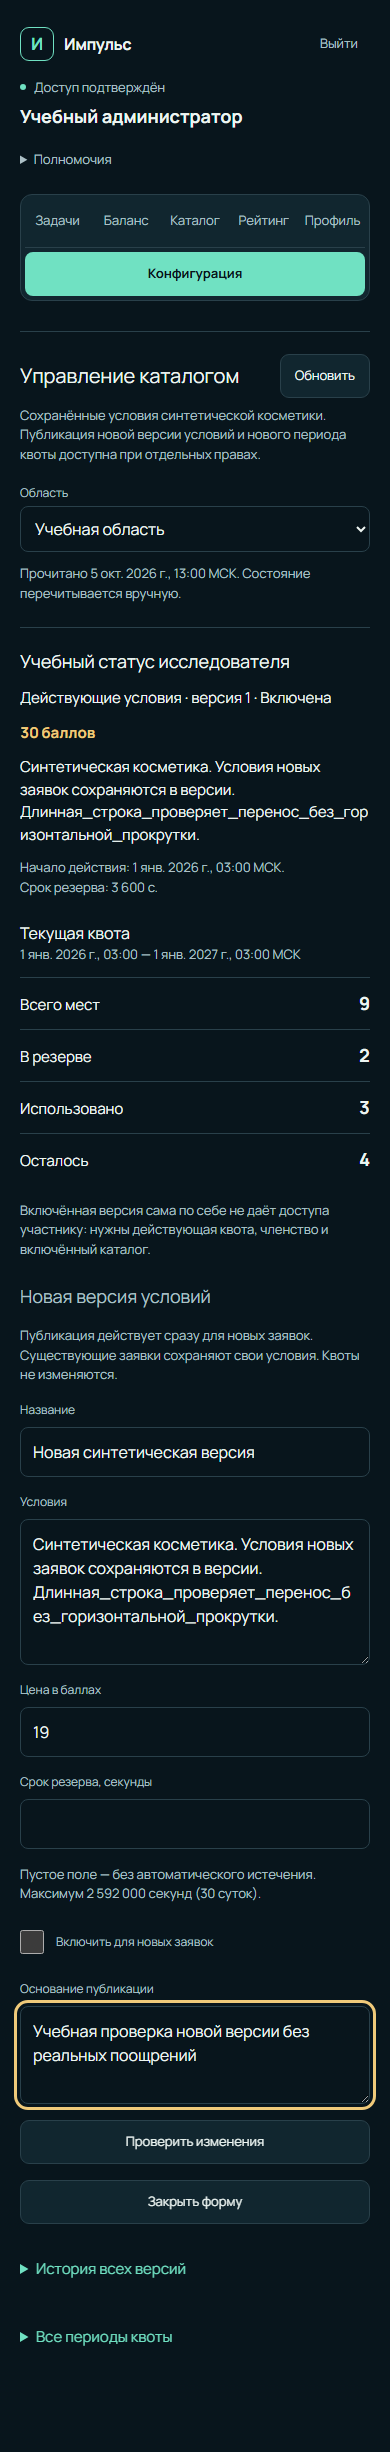 И Импульс Выйти
Доступ подтверждён
Учебный администратор
Полномочия
Задачи Баланс Каталог Рейтинг Профиль
Конфигурация
Управление каталогом Обновить
Сохранённые условия синтетической косметики.
Публикация новой версии условий и нового периода
квоты доступна при отдельных правах.
Область
Учебная область
Прочитано 5 окт. 2026 г., 13:00 МСК. Состояние
перечитывается вручную.
Учебный статус исследователя
Действующие условия · версия 1 · Включена
30 баллов
Синтетическая косметика. Условия новых
заявок сохраняются в версии.
Длинная_строка_проверяет_перенос_без_гор
изонтальной_прокрутки.
Начало действия: 1 янв. 2026 г., 03:00 МСК.
Срок резерва: 3 600 с.
Текущая квота
1 янв. 2026 г., 03:00 — 1 янв. 2027 г., 03:00 МСК
Всего мест 9
В резерве 2
Использовано 3
Осталось 4
Включённая версия сама по себе не даёт доступа
участнику: нужны действующая квота, членство и
включённый каталог.
Новая версия условий
Публикация действует сразу для новых заявок.
Существующие заявки сохраняют свои условия. Квоты
не изменяются.
Название
Новая синтетическая версия
Условия
Синтетическая косметика. Условия новых
заявок сохраняются в версии.
Длинная_строка_проверяет_перенос_б
ез_горизонтальной_прокрутки.
Цена в баллах
19
Срок резерва, секунды
Пустое поле — без автоматического истечения.
Максимум 2 592 000 секунд (30 суток).
Включить для новых заявок
Основание публикации
Учебная проверка новой версии без
реальных поощрений
Проверить изменения
Закрыть форму
История всех версий
Все периоды квоты